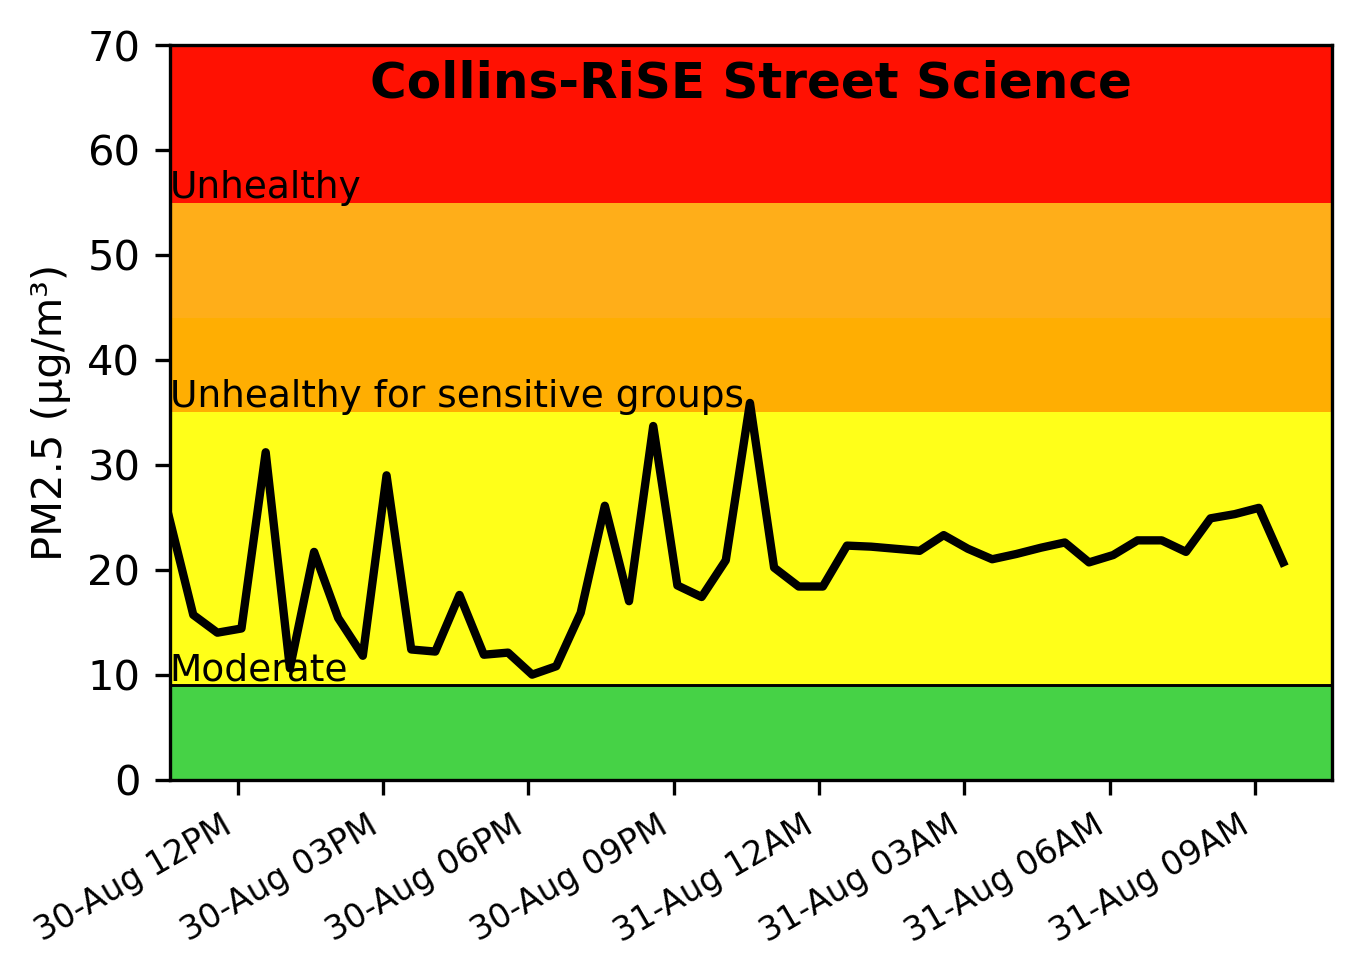 Collins-RiSE Street Science
70
60
50
40
30
20
10
0
PM2.5 (µg/m³)
Unhealthy
Unhealthy for sensitive groups
Moderate
30-Aug 12PM
30-Aug 03PM
30-Aug 06PM
30-Aug 09PM
31-Aug 12AM
31-Aug 03AM
31-Aug 06AM
31-Aug 09AM